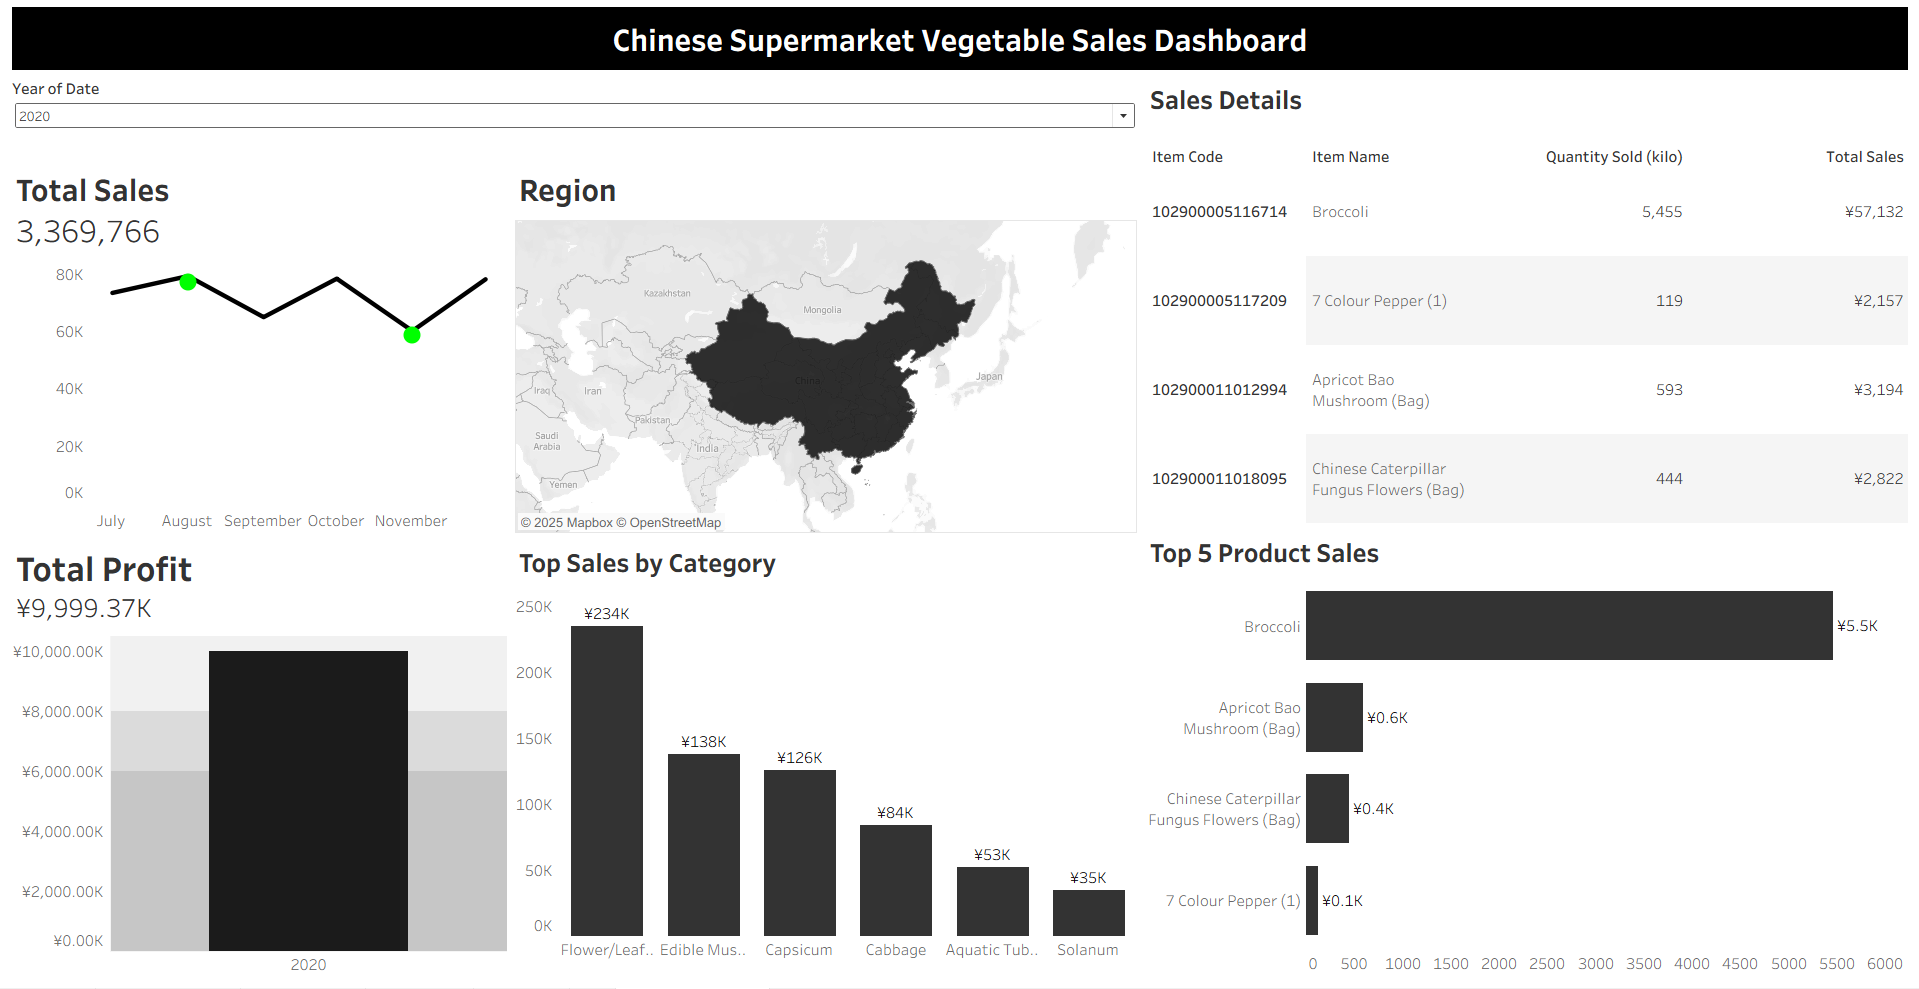 Chinese Supermarket Vegetable Sales Dashboard
Year of Date
2020
Total Sales
3,369,766
80K
60K
40K
20K
0K
July August September October November
Region
Kazakhstan
Mongolia
China
Japan
Iraq
Iran
Pakistan
Saudi
Arabia
India
Yemen
© 2025 Mapbox © OpenStreetMap
Sales Details
Item Code Item Name Quantity Sold (kilo) Total Sales
102900005116714 Broccoli 5,455 ¥57,132
102900005117209 7 Colour Pepper (1) 119 ¥2,157
102900011012994 Apricot Bao
Mushroom (Bag) 593 ¥3,194
102900011018095 Chinese Caterpillar
Fungus Flowers (Bag) 444 ¥2,822
Total Profit
¥9,999.37K
¥10,000.00K
¥8,000.00K
¥6,000.00K
¥4,000.00K
¥2,000.00K
¥0.00K
2020
Top Sales by Category
250K
200K
150K
100K
50K
0K
¥234K
¥138K
¥126K
¥84K
¥53K
¥35K
Flower/Leaf.. Edible Mus.. Capsicum Cabbage Aquatic Tub.. Solanum
Top 5 Product Sales
Broccoli ¥5.5K
Apricot Bao
Mushroom (Bag) ¥0.6K
Chinese Caterpillar
Fungus Flowers (Bag) ¥0.4K
7 Colour Pepper (1) ¥0.1K
0 500 1000 1500 2000 2500 3000 3500 4000 4500 5000 5500 6000